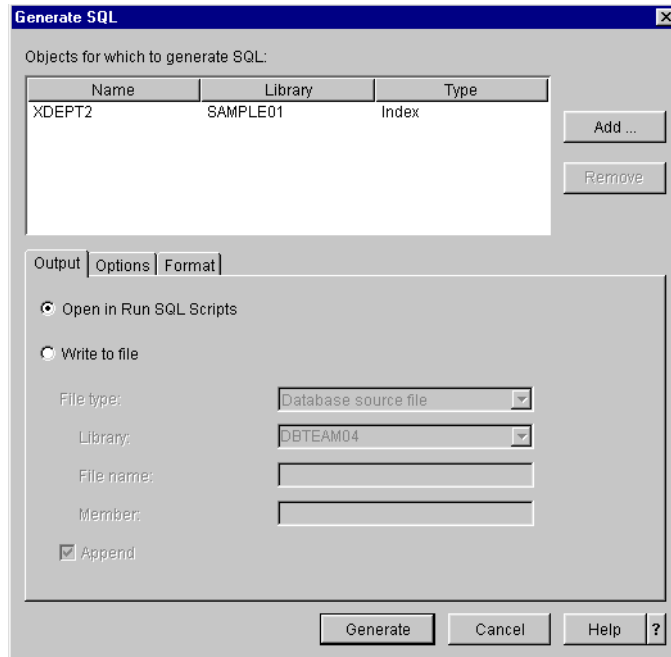 Generate SQL
Objects for which to generate SQL:
Name Library Type
XDEPT2 SAMPLE01 Index
Add ...
Remove
Output Options Format
Open in Run SQL Scripts
Write to file
File type: Database source file
Library: DBTEAM04
File name:
Member:
Append
Generate Cancel Help ?